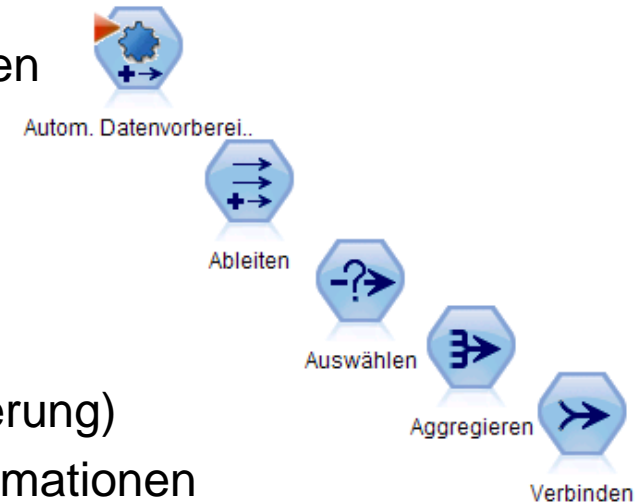 en
Autom. Datenvorberei..
Ableiten
Auswählen
erung)
Aggregieren
mationen
Verbinden